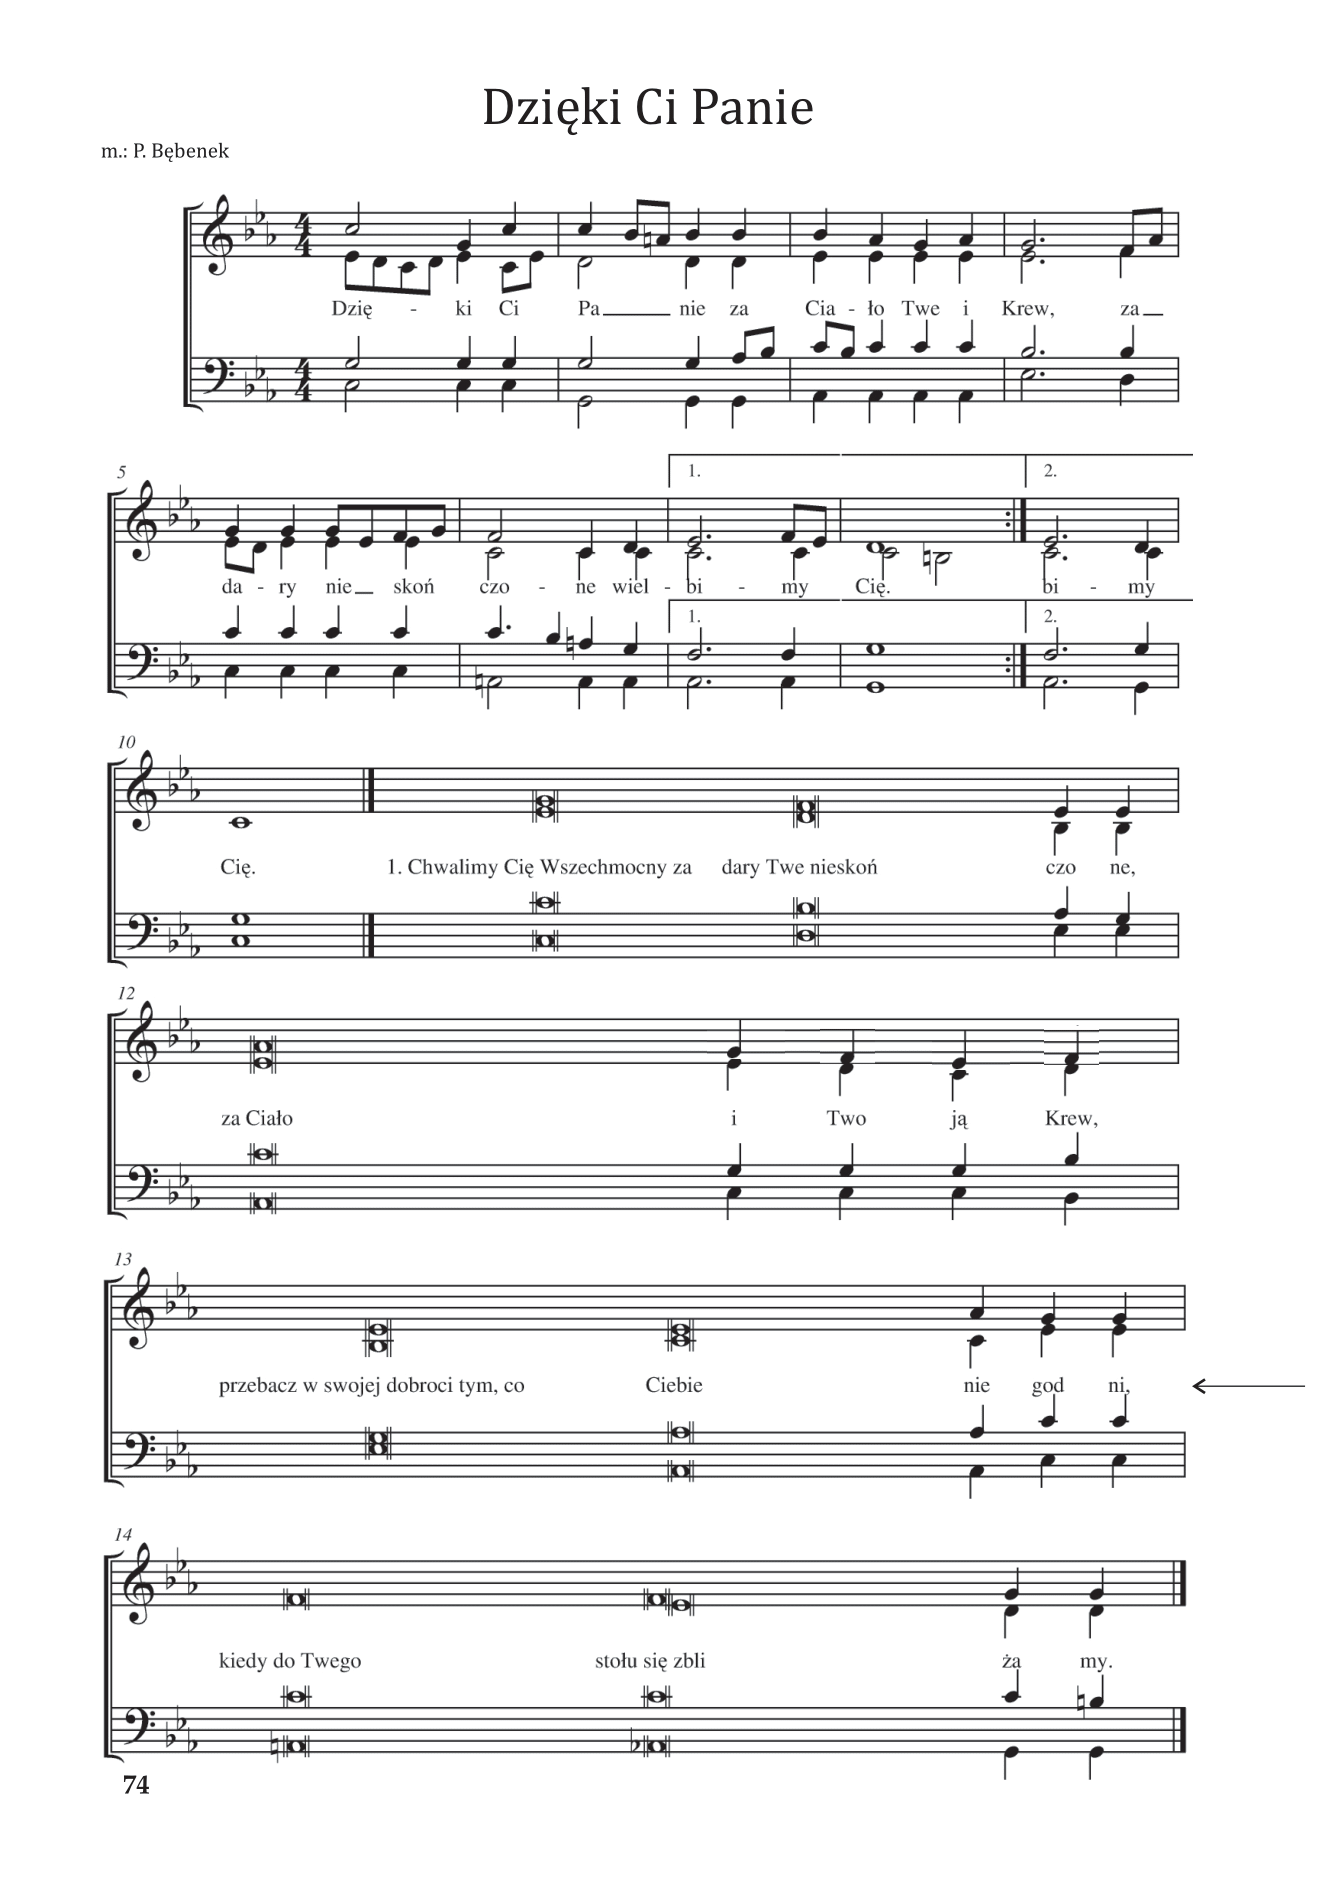 Dzięki Ci Panie
m.: P. Bębenek
4 4
Dzię - ki Ci Pa nie za Cia - ło Twe i Krew, za
4 4
5
1. 2.
da - ry nie skoń czo - ne wiel - bi - my Cię. bi - my
1. 2.
10
Cię. 1. Chwalimy Cię Wszechmocny za dary Twe nieskoń czo ne,
12
za Ciało i Two ją Krew,
13
przebacz w swojej dobroci tym, co Ciebie nie god ni,
14
kiedy do Twego stołu się zbli ża my.
74